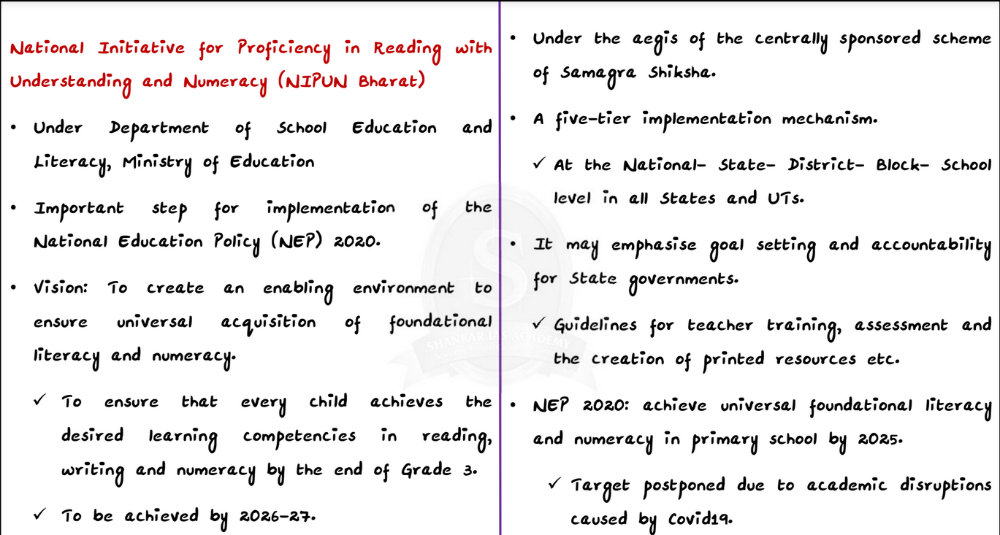 National Initiative for Proficiency in Reading with
Understanding and Numeracy (NIPUN Bharat)
• Under Department of School Education and
Literacy, Ministry of Education
• Important step for implementation of the
National Education Policy (NEP) 2020.
• Vision: To create an enabling environment to
ensure universal acquisition of foundational
literacy and numeracy.
✓ To ensure that every child achieves the
desired learning competencies in reading,
writing and numeracy by the end of Grade 3.
✓ To be achieved by 2026-27.
• Under the aegis of the centrally sponsored scheme
of Samagra Shiksha.
• A five-tier implementation mechanism.
✓ At the National- State- District- Block- School
level in all States and UTs.
• It may emphasise goal setting and accountability
for State governments.
✓ Guidelines for teacher training, assessment and
the creation of printed resources etc.
• NEP 2020: achieve universal foundational literacy
and numeracy in primary school by 2025.
✓ Target postponed due to academic disruptions
caused by Covid19.
SHANKAR IAS ACADEMY